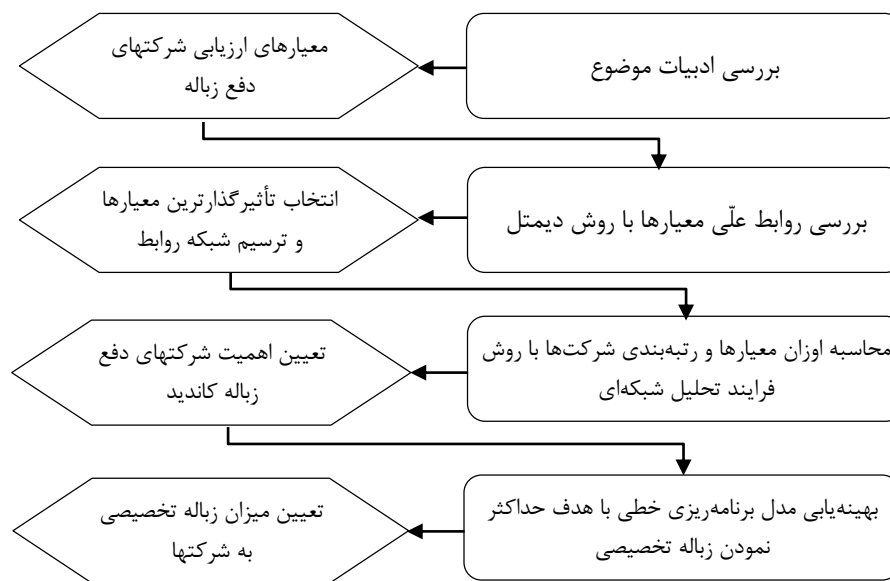 بررسی ادبیات موضوع
معیارهای ارزیابی شرکتهای
دفع زباله
بررسی روابط علّی معیارها با روش دیمتل
انتخاب تأثیرگذارترین معیارها
و ترسیم شبکه روابط
محاسبه اوزان معیارها و رتبه‌بندی شرکت‌ها با روش
فرایند تحلیل شبکه‌ای
تعیین اهمیت شرکتهای دفع
زباله کاندید
بهینه‌یابی مدل برنامه‌ریزی خطی با هدف حداکثر
نمودن زباله تخصیصی
تعیین میزان زباله تخصیصی
به شرکتها